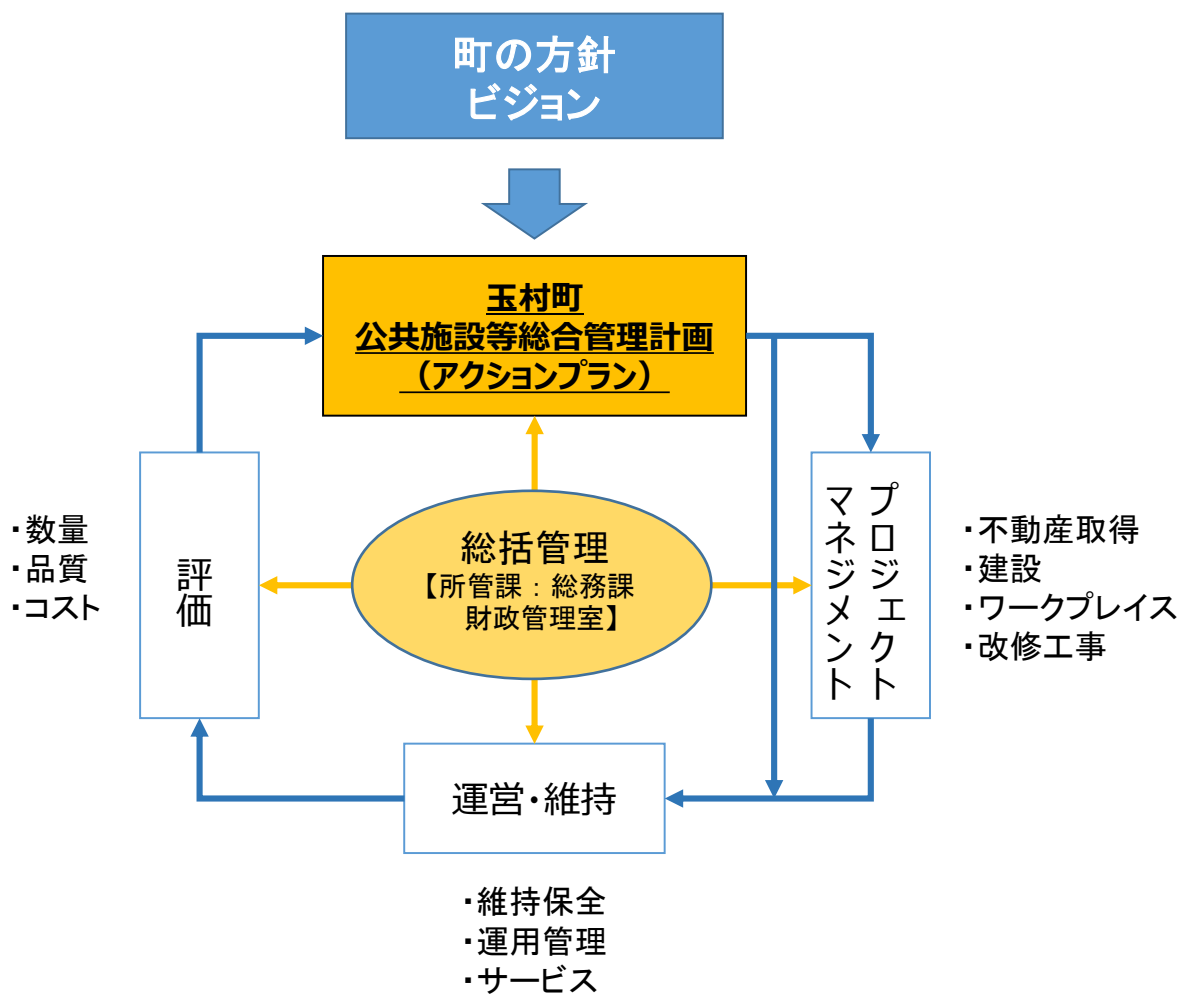 町の方針
ビジョン
玉村町
公共施設等総合管理計画
（アクションプラン）
・数量
・品質
・コスト
評価
総括管理
【所管課：総務課
財政管理室】
プロジェクト
マネジメント
・不動産取得
・建設
・ワークプレイス
・改修工事
運営・維持
・維持保全
・運用管理
・サービス